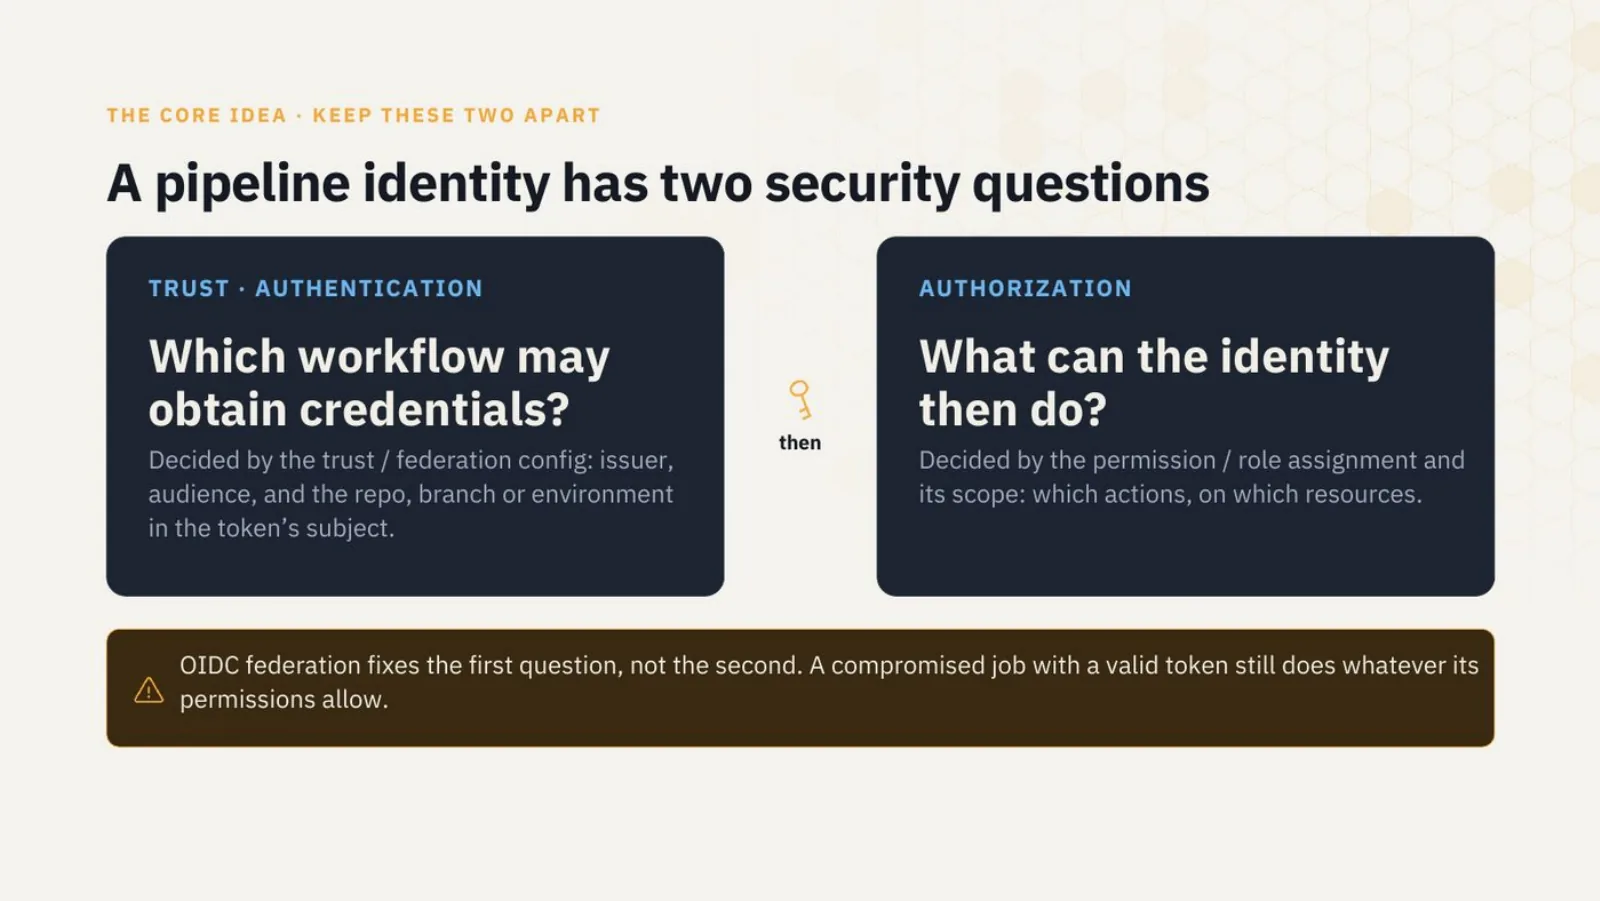 THE CORE IDEA · KEEP THESE TWO APART
A pipeline identity has two security questions
TRUST · AUTHENTICATION
Which workflow may
obtain credentials?
Decided by the trust / federation config: issuer,
audience, and the repo, branch or environment
in the token’s subject.
then
AUTHORIZATION
What can the identity
then do?
Decided by the permission / role assignment and
its scope: which actions, on which resources.
OIDC federation fixes the first question, not the second. A compromised job with a valid token still does whatever its
permissions allow.